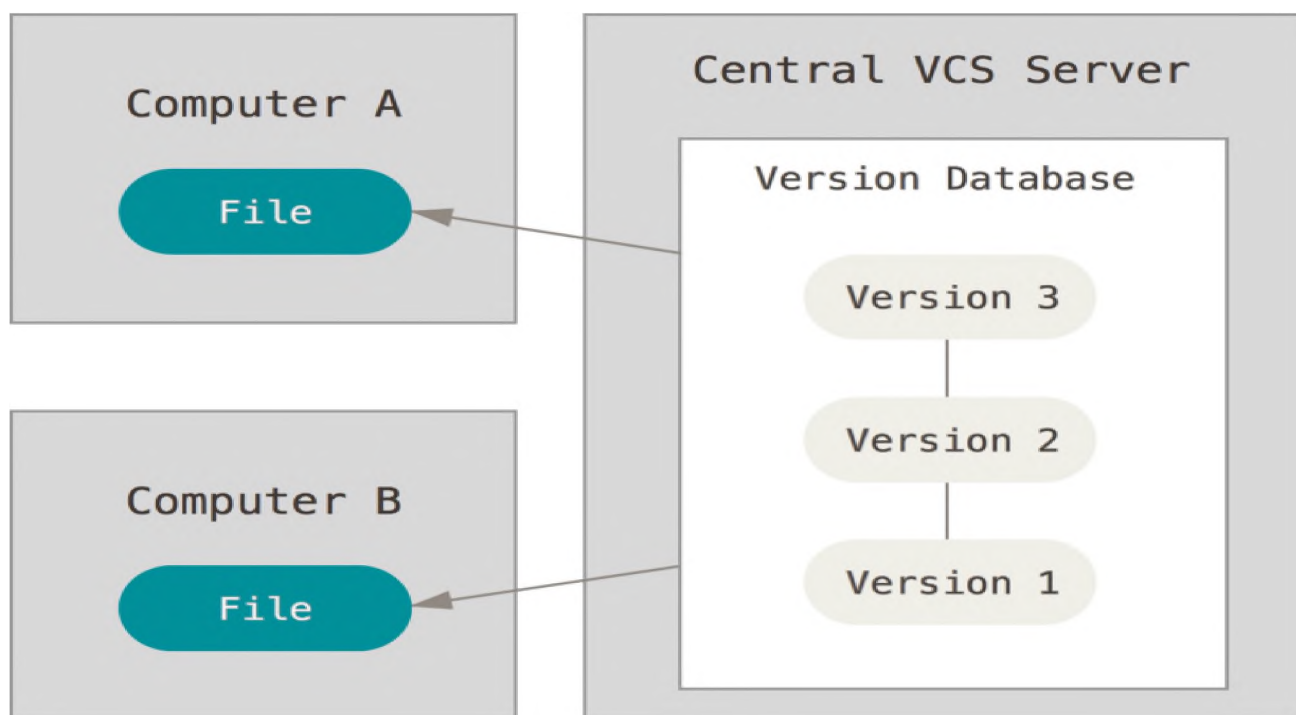 Computer A
File
Computer B
File
Central VCS Server
Version Database
Version 3
Version 2
Version 1